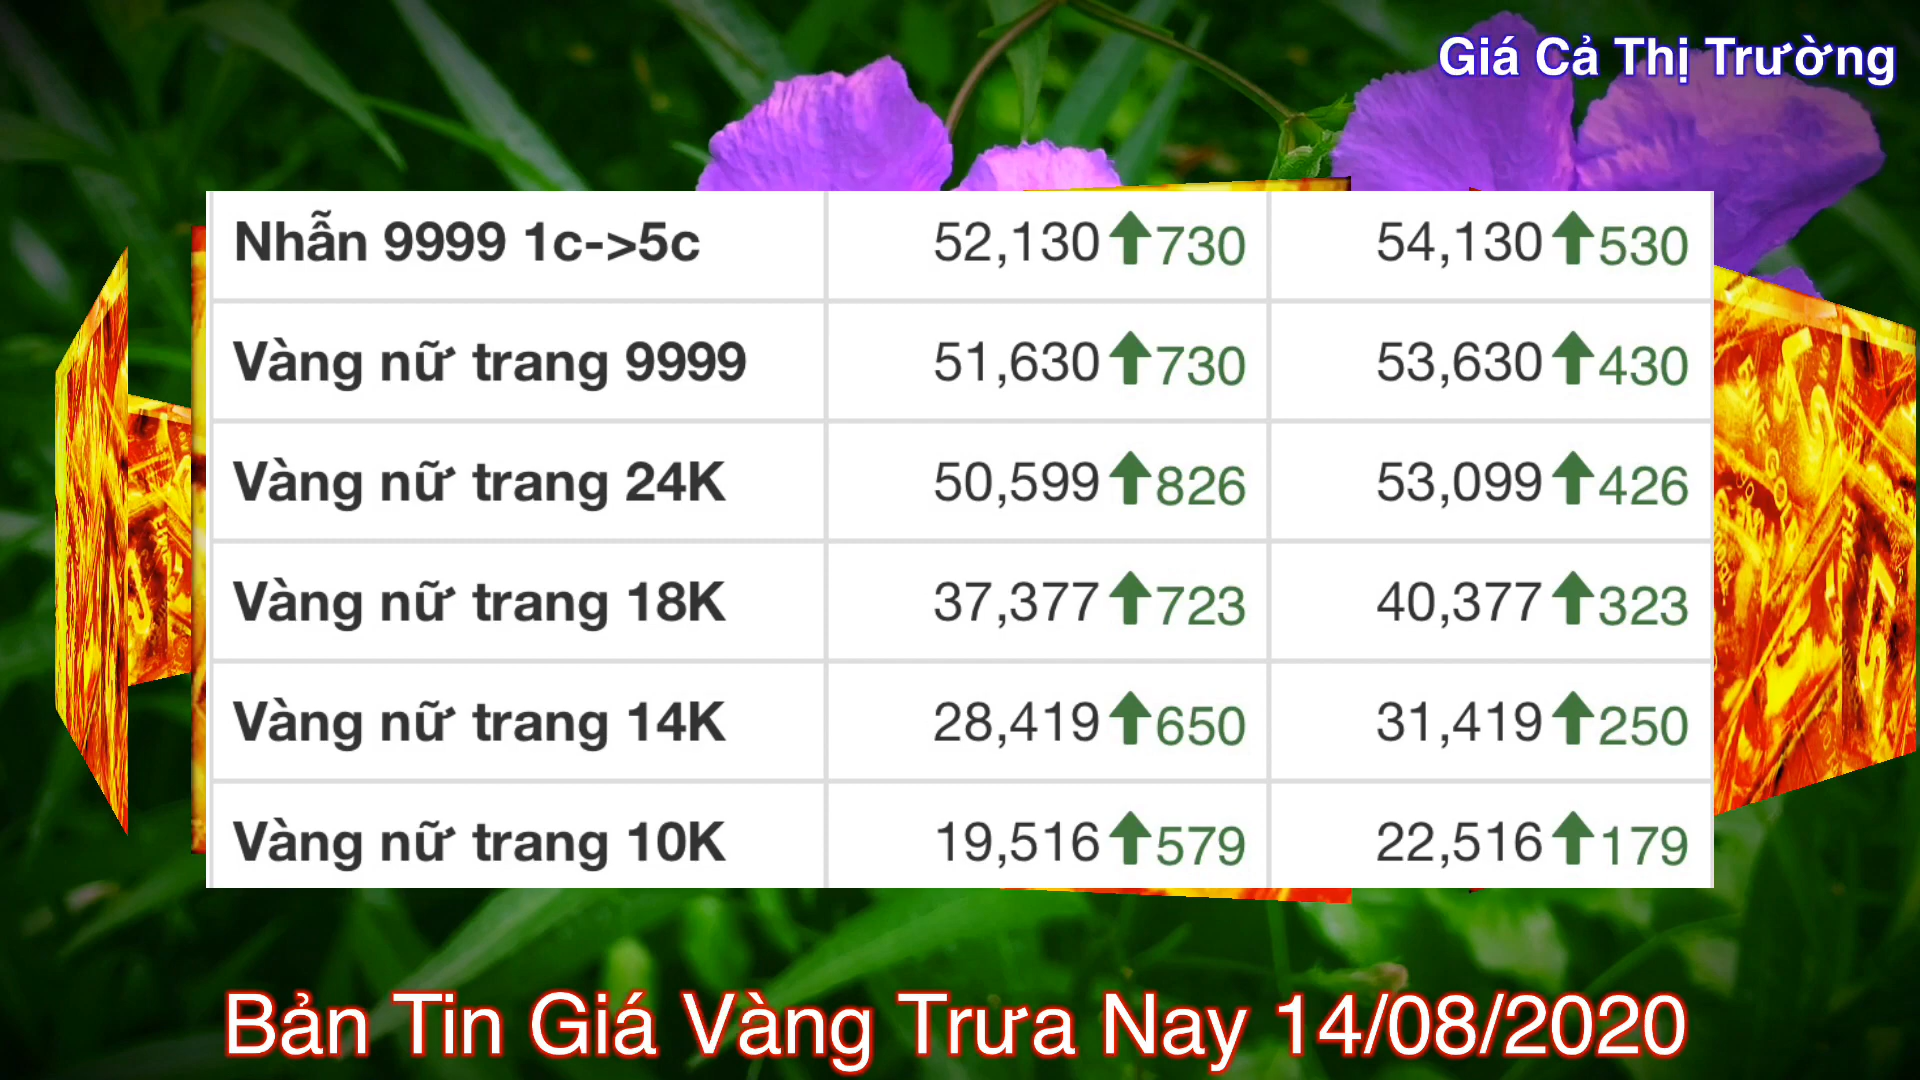 Giá Cả Thị Trường
Nhẫn 9999 1c->5c 52,130 730 54,130 530
Vàng nữ trang 9999 51,630 730 53,630 430
Vàng nữ trang 24K 50,599 826 53,099 426
Vàng nữ trang 18K 37,377 723 40,377 323
Vàng nữ trang 14K 28,419 650 31,419 250
Vàng nữ trang 10K 19,516 579 22,516 179
Bản Tin Giá Vàng Trưa Nay 14/08/2020